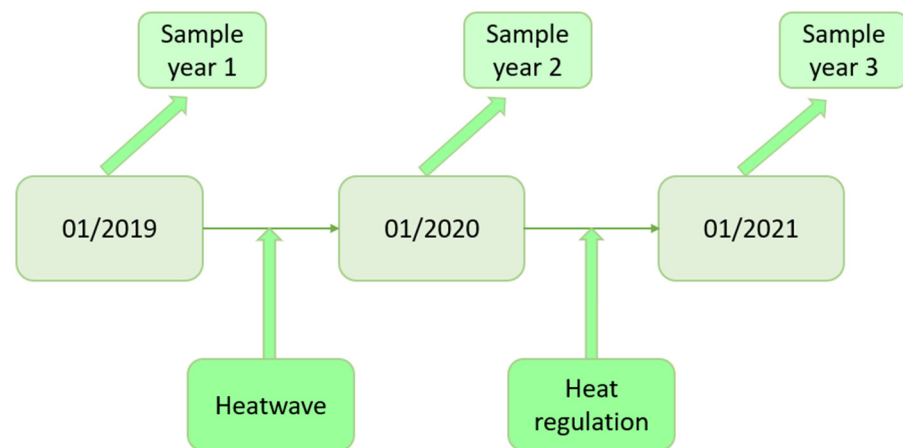 Sample
year 1
Sample
year 2
Sample
year 3
01/2019
01/2020
01/2021
Heatwave
Heat
regulation